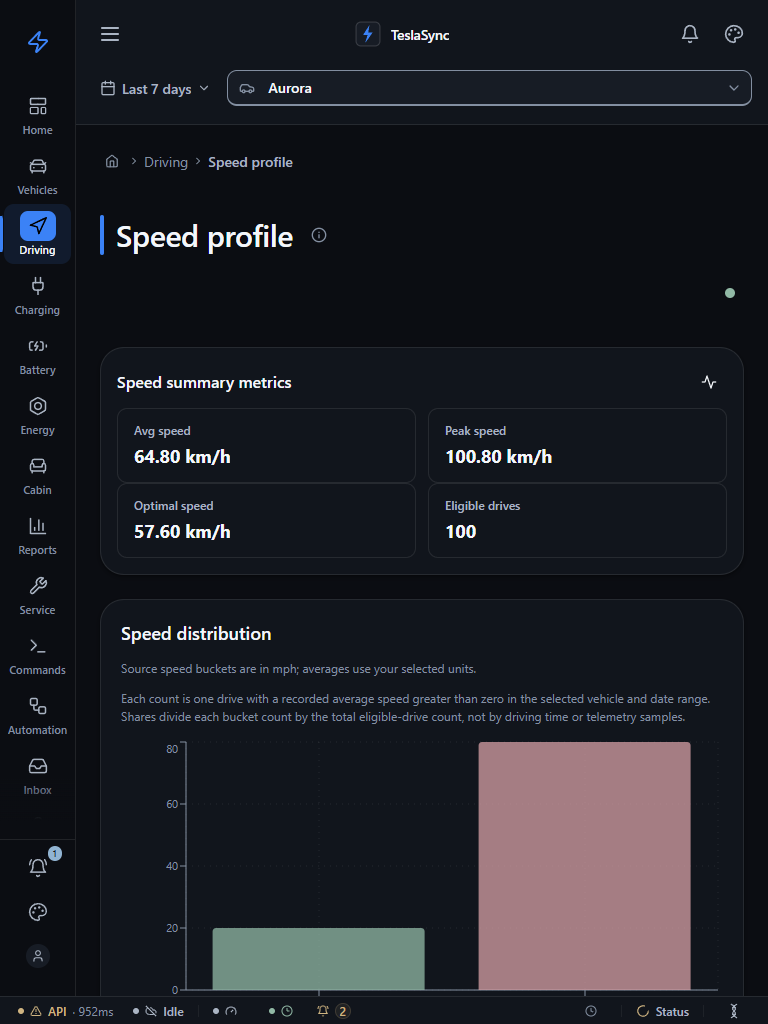 TeslaSync
Last 7 days
Aurora
Home
Vehicles
Driving
Charging
Battery
Energy
Cabin
Reports
Service
Commands
Automation
Inbox
1
Driving
Speed profile
Speed profile
Speed summary metrics
Avg speed
64.80 km/h
Peak speed
100.80 km/h
Optimal speed
57.60 km/h
Eligible drives
100
Speed distribution
Source speed buckets are in mph; averages use your selected units.
Each count is one drive with a recorded average speed greater than zero in the selected vehicle and date range.
Shares divide each bucket count by the total eligible-drive count, not by driving time or telemetry samples.
80
60
40
20
0
API · 952ms
Idle
2
Status